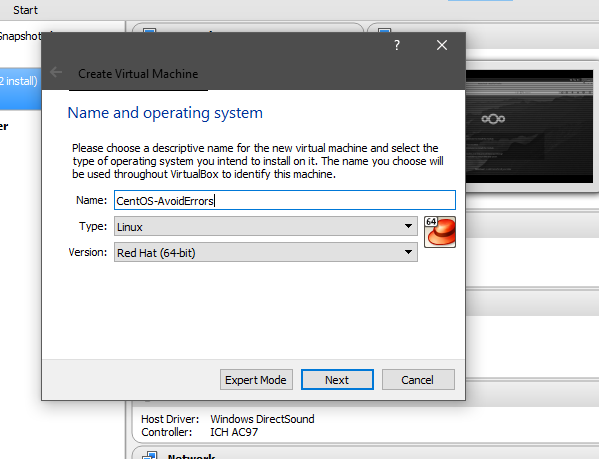 Start
Snapshots
2 install)
?
Create Virtual Machine
Name and operating system
Please choose a descriptive name for the new virtual machine and select the
type of operating system you intend to install on it. The name you choose will
be used throughout VirtualBox to identify this machine.
Name: CentOS-AvoidErrors
Type: Linux
64
Version: Red Hat (64-bit)
Expert Mode Next Cancel
Host Driver: Windows DirectSound
Controller: ICH AC97
Network